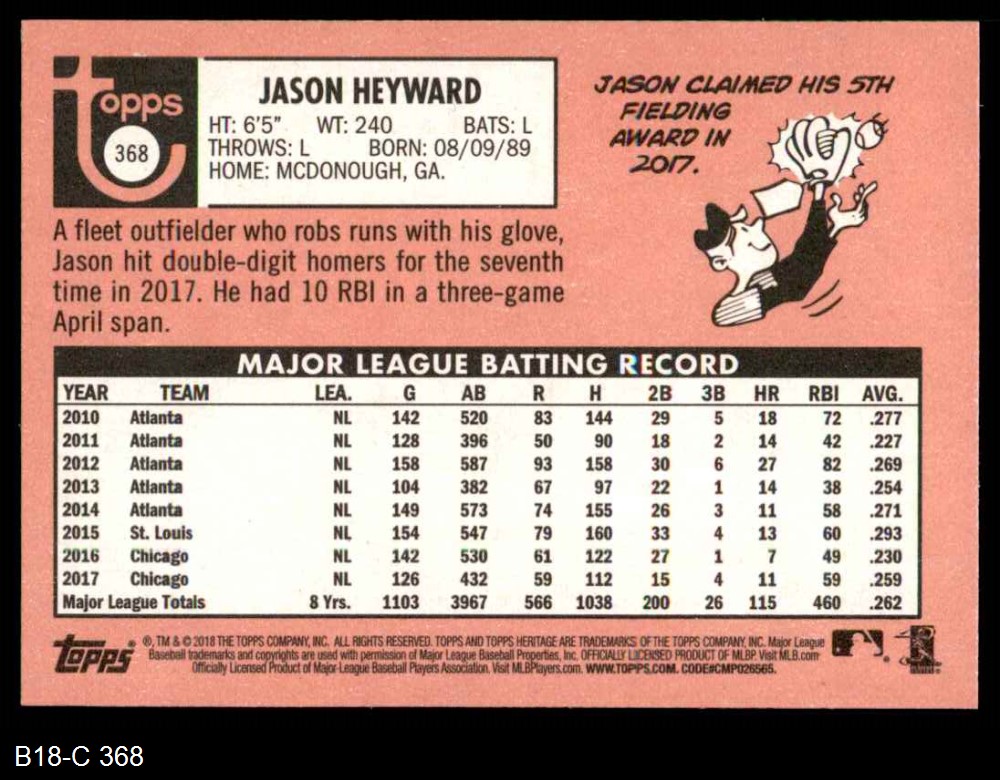 Topps
368
JASON HEYWARD
HT: 6'5" WT: 240 BATS: L
THROWS: L BORN: 08/09/89
HOME: MCDONOUGH, GA.
JASON CLAIMED HIS 5TH
FIELDING
AWARD IN
2017.
A fleet outfielder who robs runs with his glove,
Jason hit double-digit homers for the seventh
time in 2017. He had 10 RBI in a three-game
April span.
MAJOR LEAGUE BATTING RECORD
YEAR TEAM LEA. G AB R H 2B 3B HR RBI AVG.
2010 Atlanta NL 142 520 83 144 29 5 18 72 .277
2011 Atlanta NL 128 396 50 90 18 2 14 42 .227
2012 Atlanta NL 158 587 93 158 30 6 27 82 .269
2013 Atlanta NL 104 382 67 97 22 1 14 38 .254
2014 Atlanta NL 149 573 74 155 26 3 11 58 .271
2015 St. Louis NL 154 547 79 160 33 4 13 60 .293
2016 Chicago NL 142 530 61 122 27 1 7 49 .230
2017 Chicago NL 126 432 59 112 15 4 11 59 .259
Major League Totals 8 Yrs. 1103 3967 566 1038 200 26 115 460 .262
Topps
®, TM & © 2018 THE TOPPS COMPANY, INC. ALL RIGHTS RESERVED. TOPPS AND TOPPS HERITAGE ARE TRADEMARKS OF THE TOPPS COMPANY, INC. Major League
Baseball trademarks and copyrights are used with permission of Major League Baseball Properties, Inc. OFFICIALLY LICENSED PRODUCT OF MLBP. Visit MLB.com
Officially Licensed Product of Major League Baseball Players Association. Visit MLBPlayers.com. WWW.TOPPS.COM. CODE#CMP026565.
B18-C 368